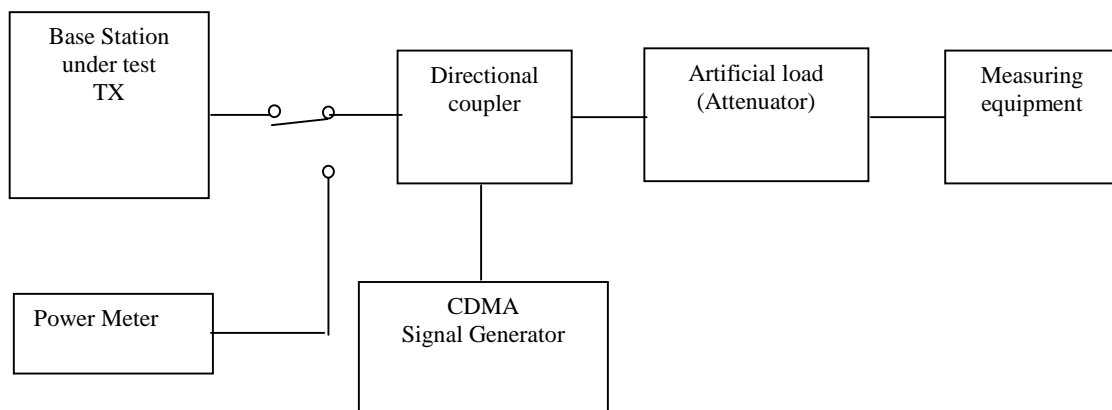 Base Station
under test
TX
Directional
coupler
Artificial load
(Attenuator)
Measuring
equipment
Power Meter
CDMA
Signal Generator